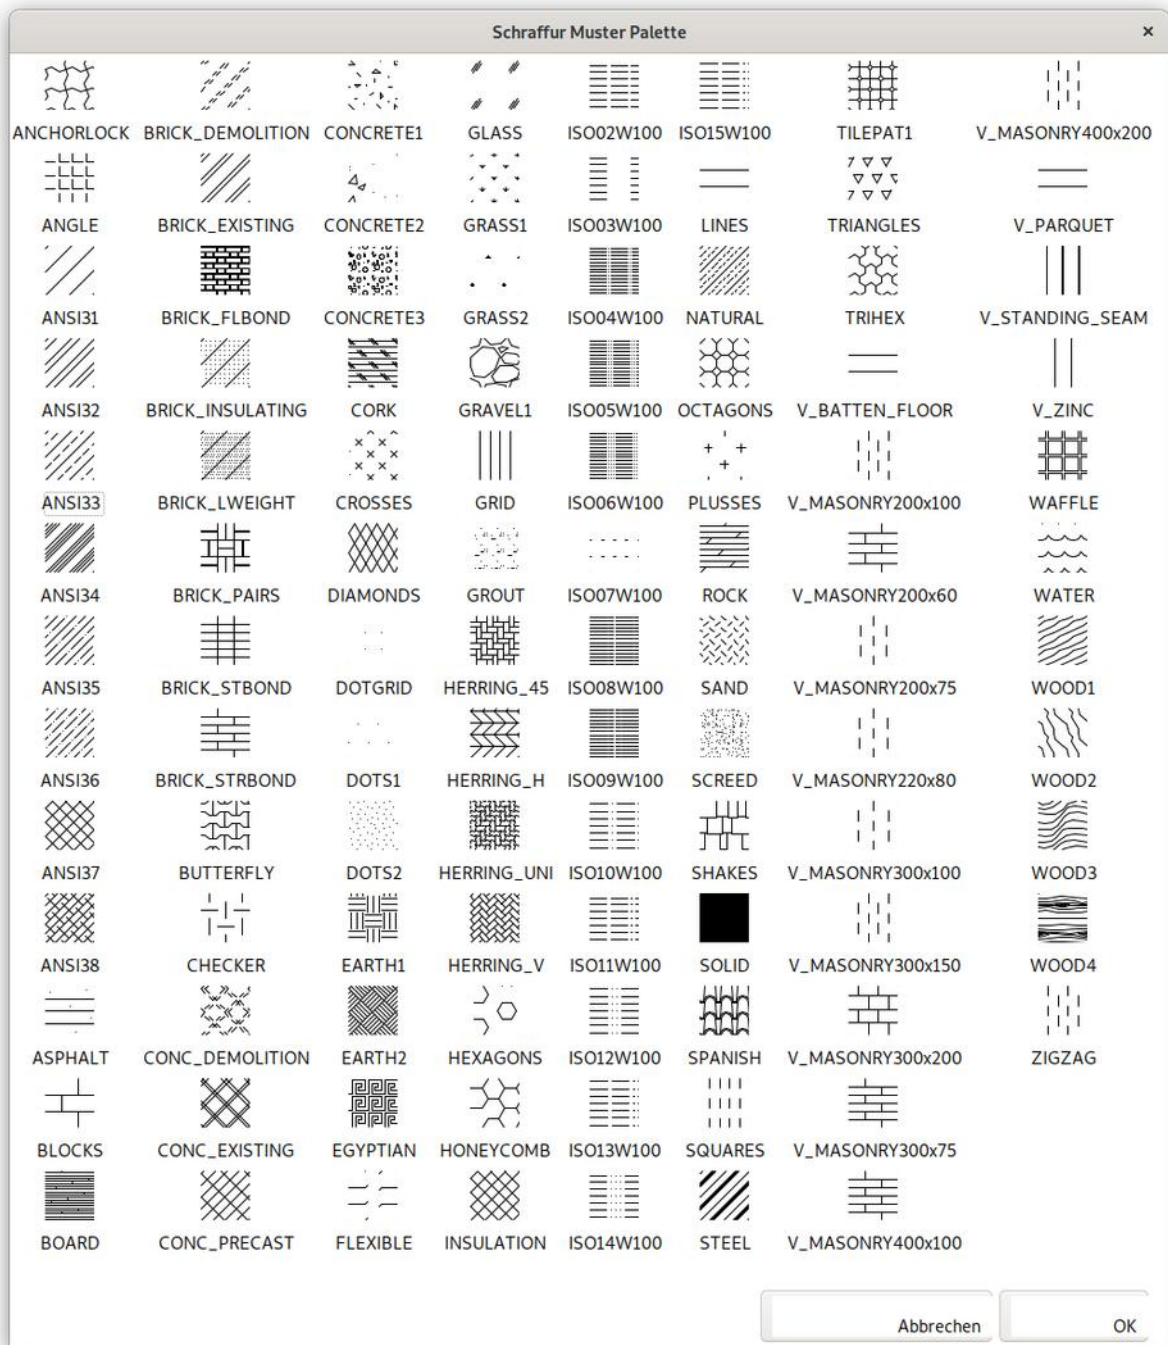 Schraffur Muster Palette ×
ANCHORLOCK BRICK_DEMOLITION CONCRETE1 GLASS ISO02W100 ISO15W100 TILEPAT1 V_MASONRY400x200
ANGLE BRICK_EXISTING CONCRETE2 GRASS1 ISO03W100 LINES TRIANGLES V_PARQUET
ANSI31 BRICK_FLBOND CONCRETE3 GRASS2 ISO04W100 NATURAL TRIHEX V_STANDING_SEAM
ANSI32 BRICK_INSULATING CORK GRAVEL1 ISO05W100 OCTAGONS V_BATTEN_FLOOR V_ZINC
ANSI33 BRICK_LWEIGHT CROSSES GRID ISO06W100 PLUSSES V_MASONRY200x100 WAFFLE
ANSI34 BRICK_PAIRS DIAMONDS GROUT ISO07W100 ROCK V_MASONRY200x60 WATER
ANSI35 BRICK_STBOND DOTGRID HERRING_45 ISO08W100 SAND V_MASONRY200x75 WOOD1
ANSI36 BRICK_STRBOND DOTS1 HERRING_H ISO09W100 SCREED V_MASONRY220x80 WOOD2
ANSI37 BUTTERFLY DOTS2 HERRING_UNI ISO10W100 SHAKES V_MASONRY300x100 WOOD3
ANSI38 CHECKER EARTH1 HERRING_V ISO11W100 SOLID V_MASONRY300x150 WOOD4
ASPHALT CONC_DEMOLITION EARTH2 HEXAGONS ISO12W100 SPANISH V_MASONRY300x200 ZIGZAG
BLOCKS CONC_EXISTING EGYPTIAN HONEYCOMB ISO13W100 SQUARES V_MASONRY300x75
BOARD CONC_PRECAST FLEXIBLE INSULATION ISO14W100 STEEL V_MASONRY400x100
Abbrechen OK